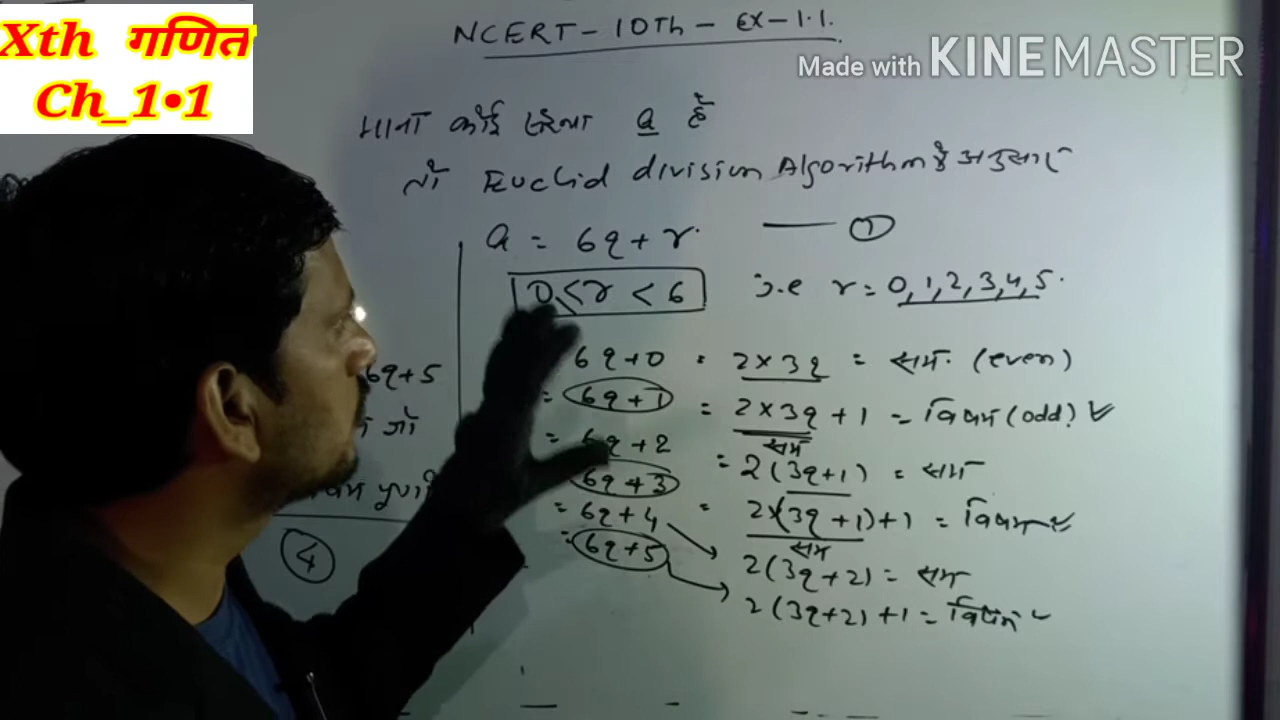 Xth गणित
Ch_1•1
Made with KINEMASTER
NCERT - 10Th - EX - 1.1.
माना कोई संख्या a है
तो Euclid division Algorithm के अनुसार
a = 6q + r. — ①
0 ≤ r < 6 i.e r = 0, 1, 2, 3, 4, 5.
6q + 0 = 2 × 3q = सम. (even)
= 6q + 1 = 2 × 3q + 1 = विषम (odd) ✓
सम
= 6q + 2 = 2 (3q + 1) = सम
6q + 3 = 2 × (3q + 1) + 1 = विषम ✓
सम
= 6q + 4 → 2 (3q + 2) = सम
= 6q + 5 → 2 (3q + 2) + 1 = विषम ✓
6q + 5
जो
④